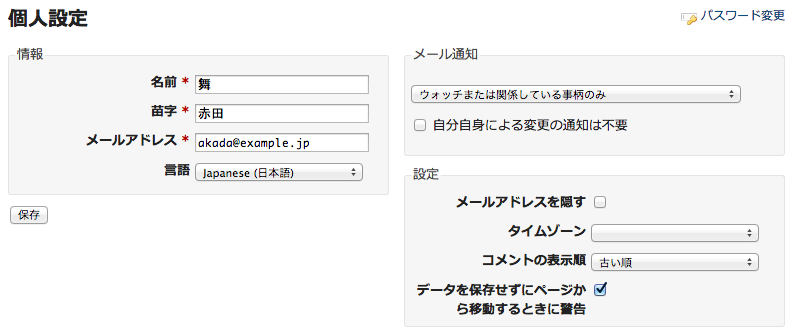 個人設定
パスワード変更
情報
名前 * 舞
苗字 * 赤田
メールアドレス * akada@example.jp
言語 Japanese (日本語)
保存
メール通知
ウォッチまたは関係している事柄のみ
自分自身による変更の通知は不要
設定
メールアドレスを隠す
タイムゾーン
コメントの表示順 古い順
データを保存せずにページか
ら移動するときに警告